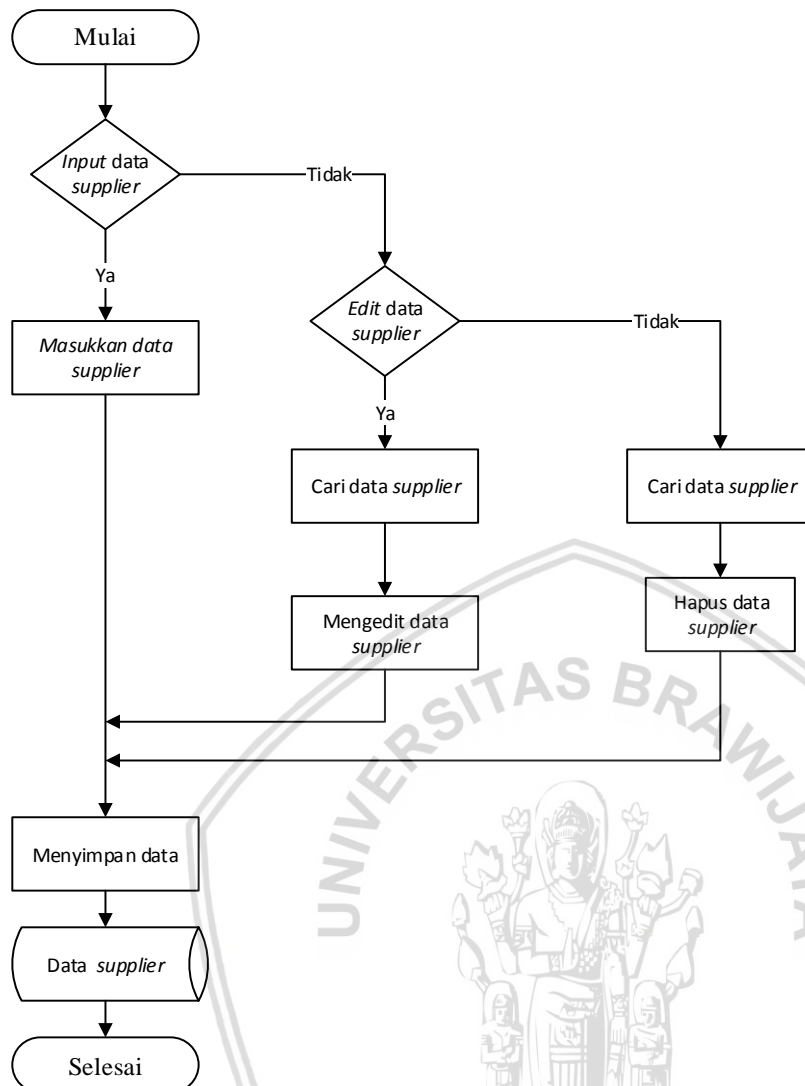 Mulai
Input data
supplier
Tidak
Ya
Edit data
supplier
Tidak
Masukkan data
supplier
Ya
Cari data supplier
Cari data supplier
Mengedit data
supplier
Hapus data
supplier
UNIVERSITAS BRAWIJAYA
Menyimpan data
Data supplier
Selesai